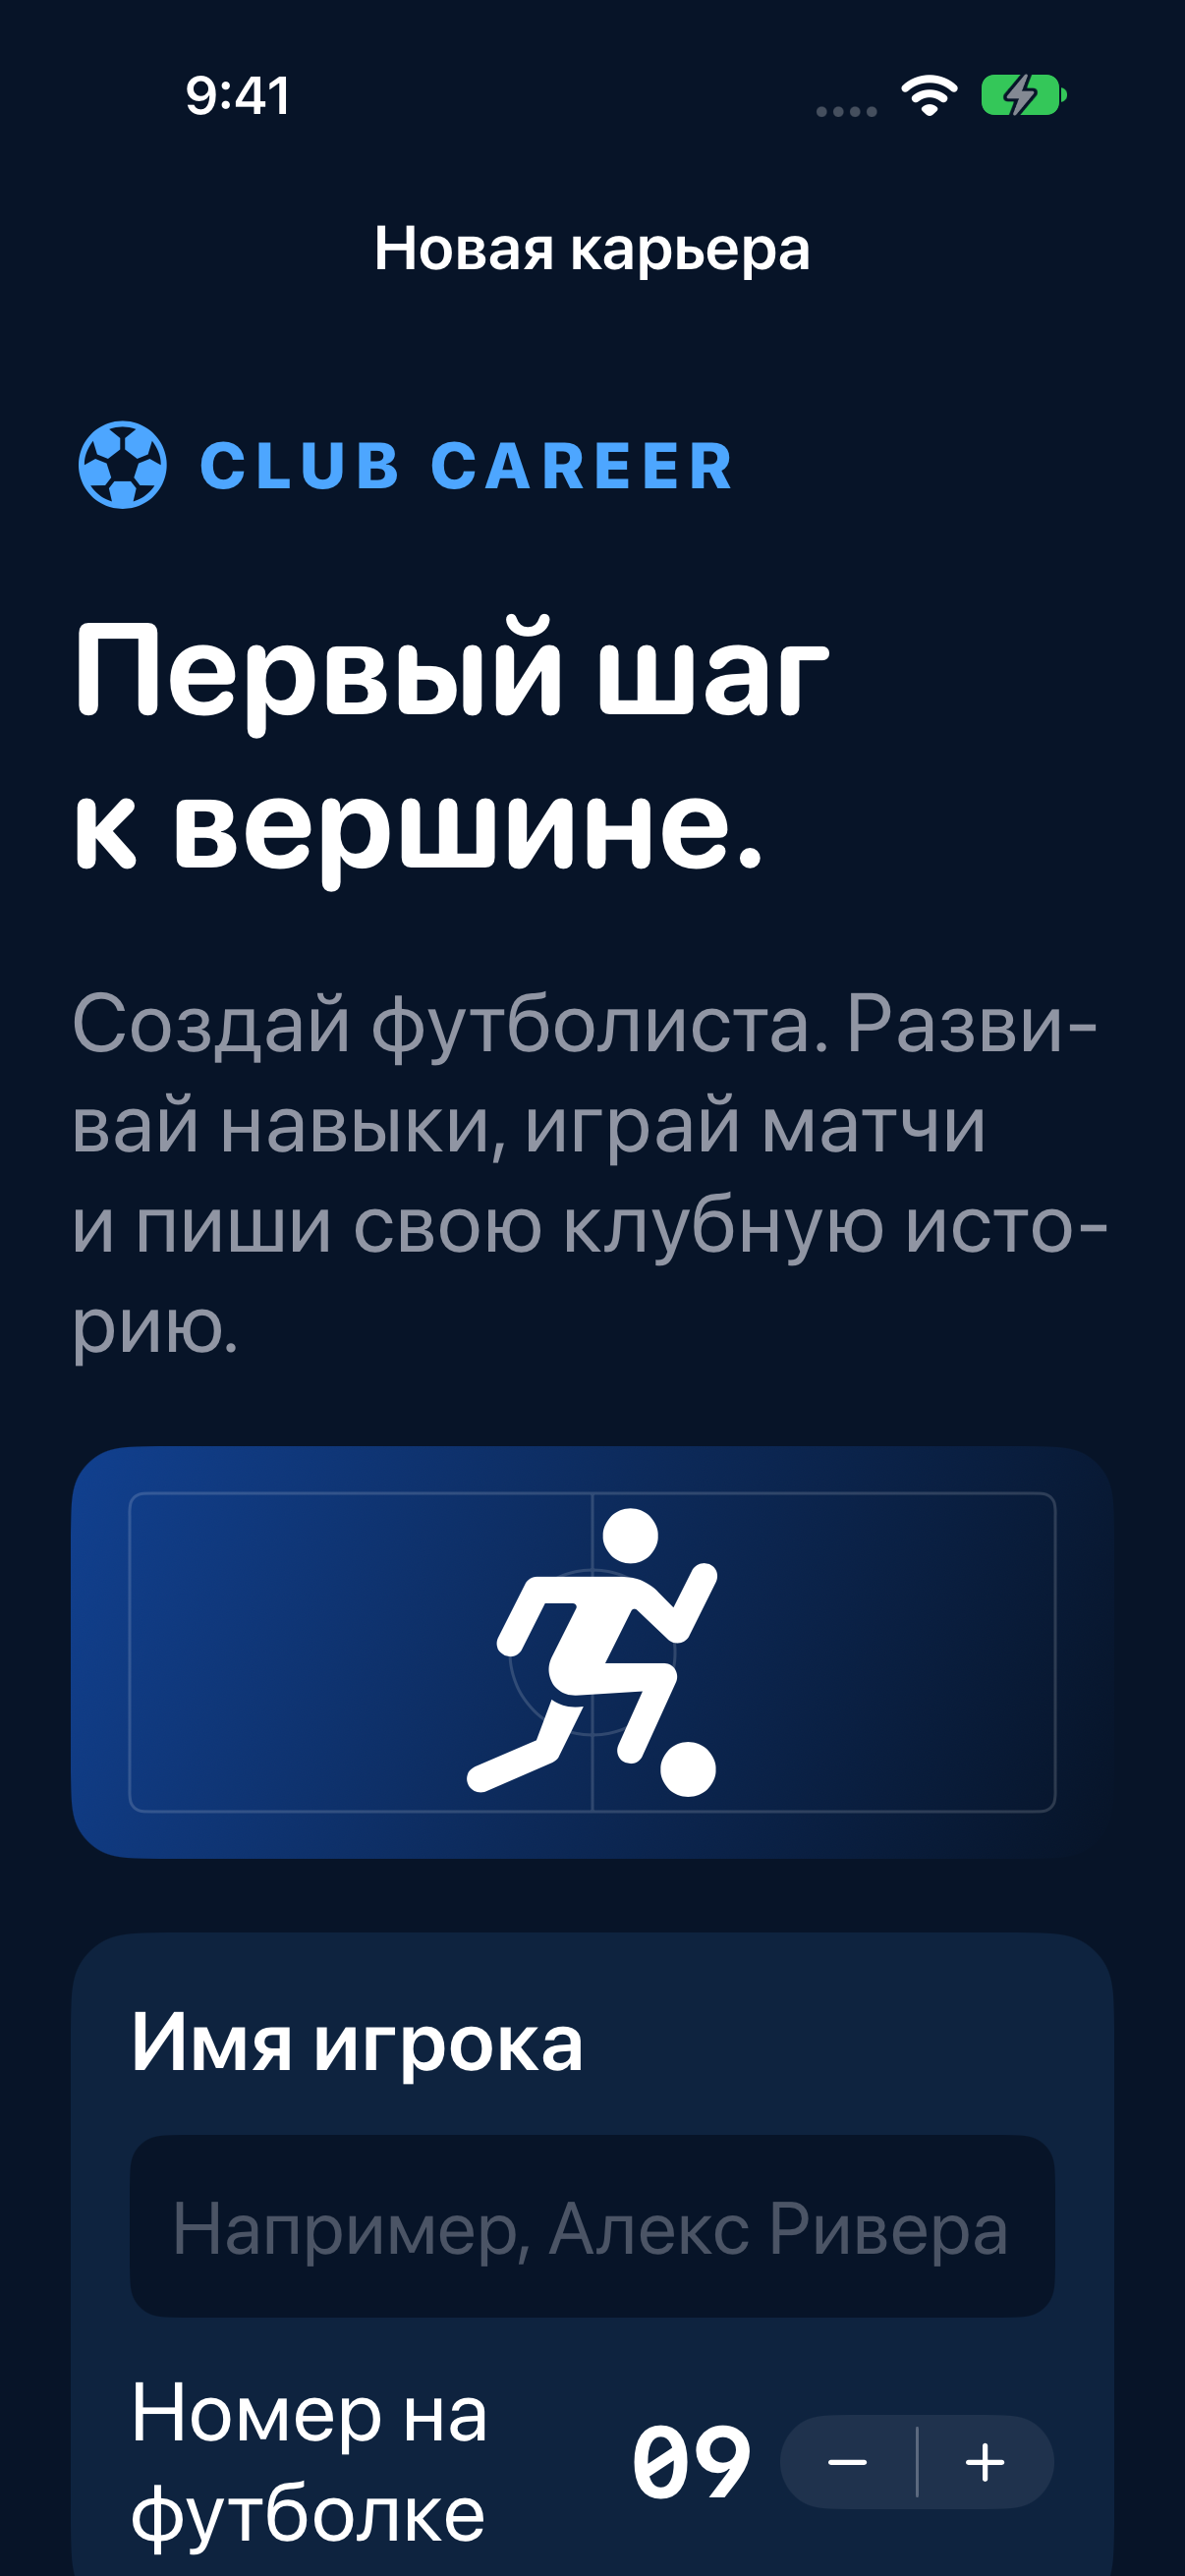 9:41
Новая карьера
CLUB CAREER
Первый шаг
к вершине.
Создай футболиста. Разви-
вай навыки, играй матчи
и пиши свою клубную исто-
рию.
Имя игрока
Например, Алекс Ривера
Номер на
футболке
09